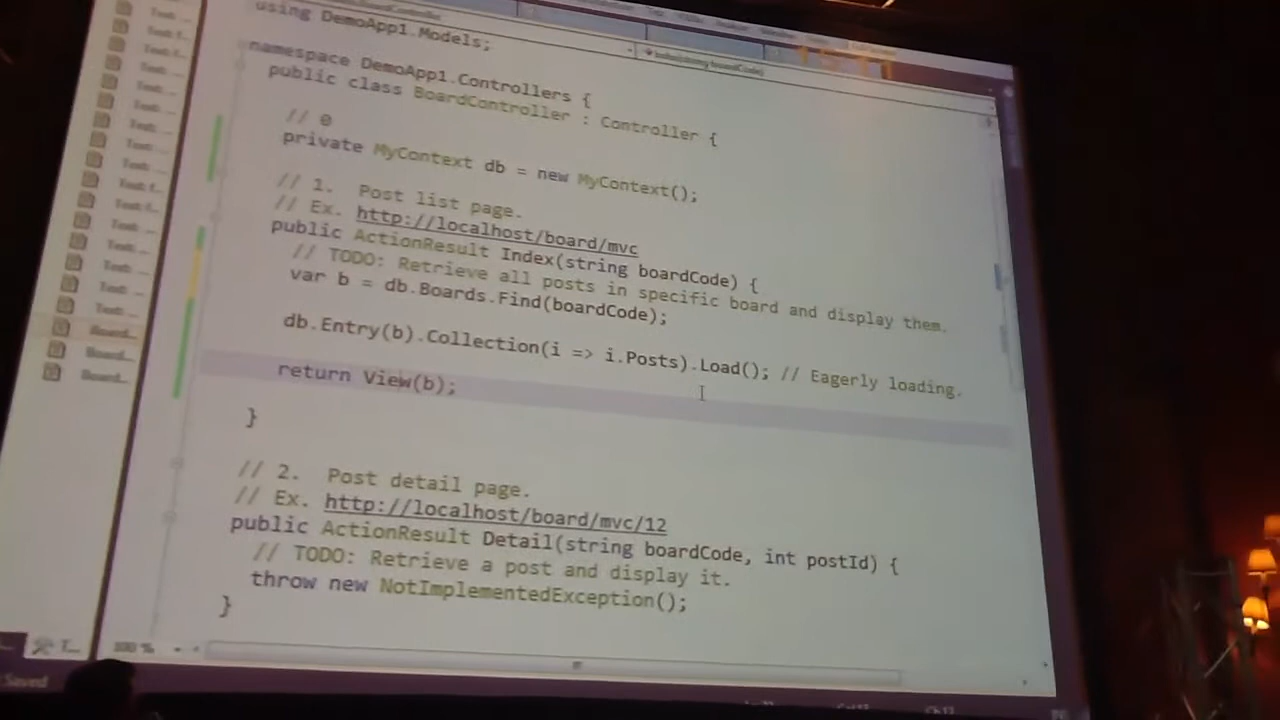 using DemoApp1.Models;
namespace DemoApp1.Controllers {
public class BoardController : Controller {
// @
private MyContext db = new MyContext();
// 1. Post list page.
// Ex. http://localhost/board/mvc
public ActionResult Index(string boardCode) {
// TODO: Retrieve all posts in specific board and display them.
var b = db.Boards.Find(boardCode);
db.Entry(b).Collection(i => i.Posts).Load(); // Eagerly loading.
return View(b);
}
// 2. Post detail page.
// Ex. http://localhost/board/mvc/12
public ActionResult Detail(string boardCode, int postId) {
// TODO: Retrieve a post and display it.
throw new NotImplementedException();
}
100 %
Saved